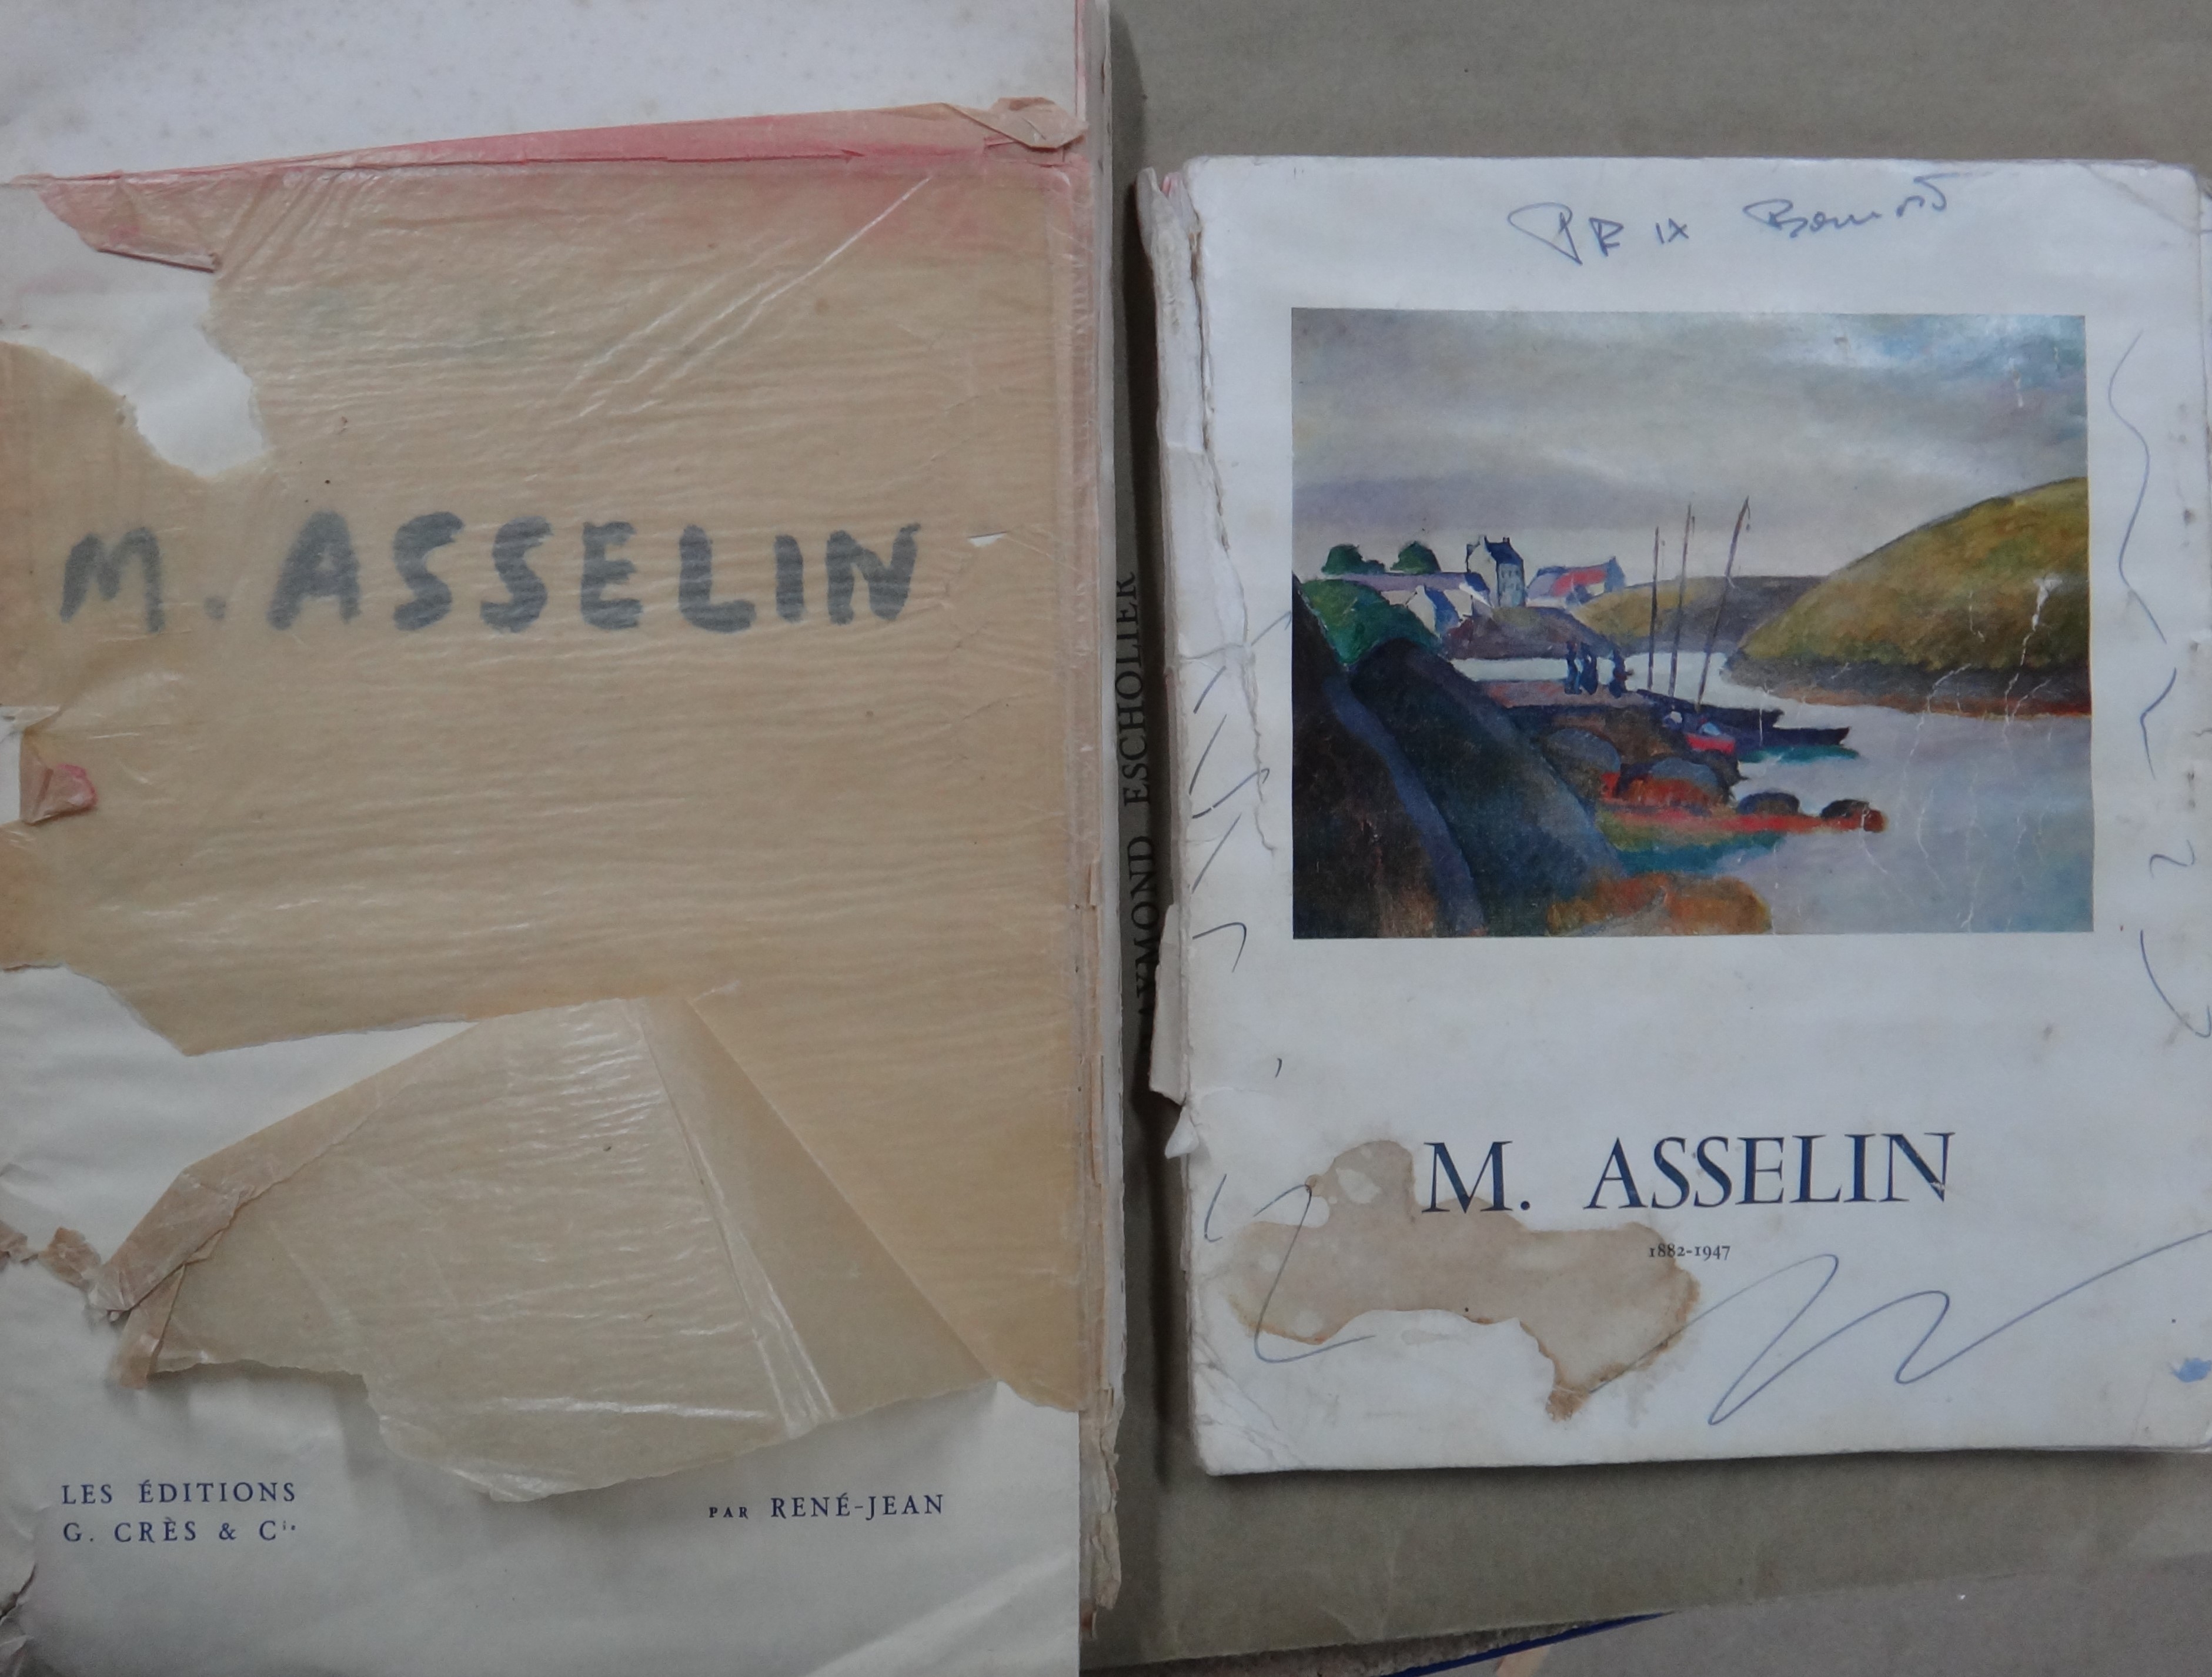 M. ASSELIN
LES ÉDITIONS
G. CRÈS & Cie
PAR RENÉ-JEAN
RAYMOND ESCHOLIER
PRIX
M. ASSELIN
1882-1947